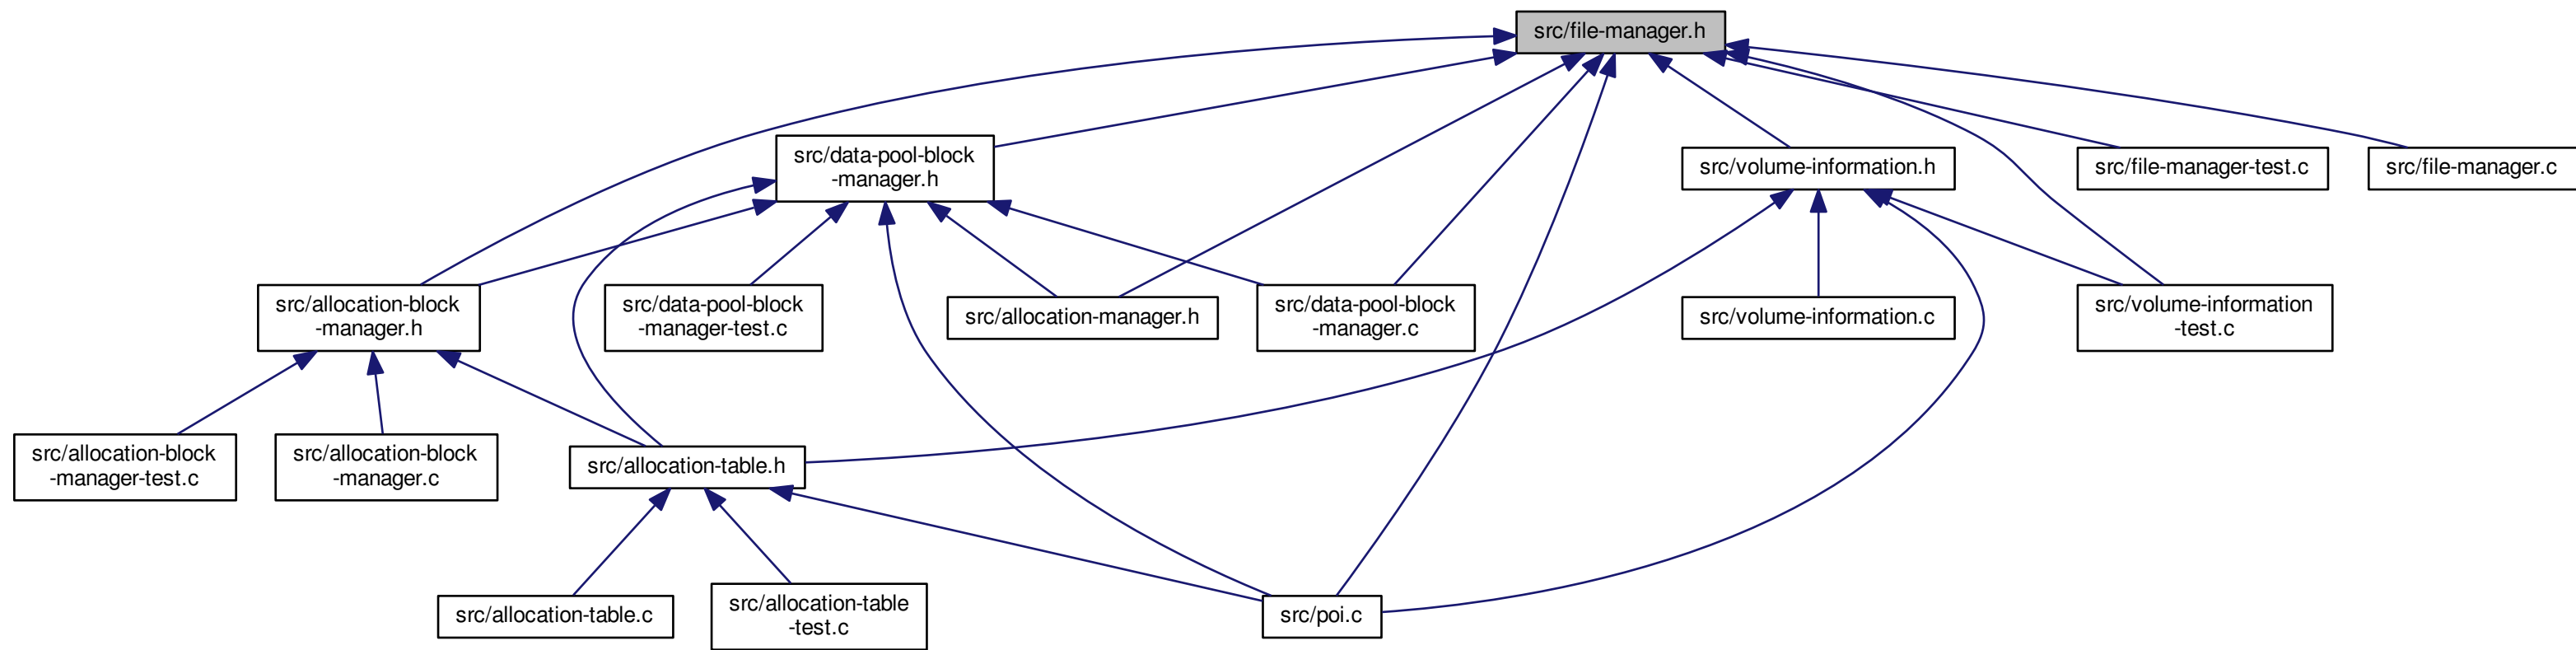 src/file-manager.h
src/data-pool-block
-manager.h
src/volume-information.h
src/file-manager-test.c
src/file-manager.c
src/allocation-block
-manager.h
src/data-pool-block
-manager-test.c
src/allocation-manager.h
src/data-pool-block
-manager.c
src/volume-information.c
src/volume-information
-test.c
src/allocation-block
-manager-test.c
src/allocation-block
-manager.c
src/allocation-table.h
src/allocation-table.c
src/allocation-table
-test.c
src/poi.c